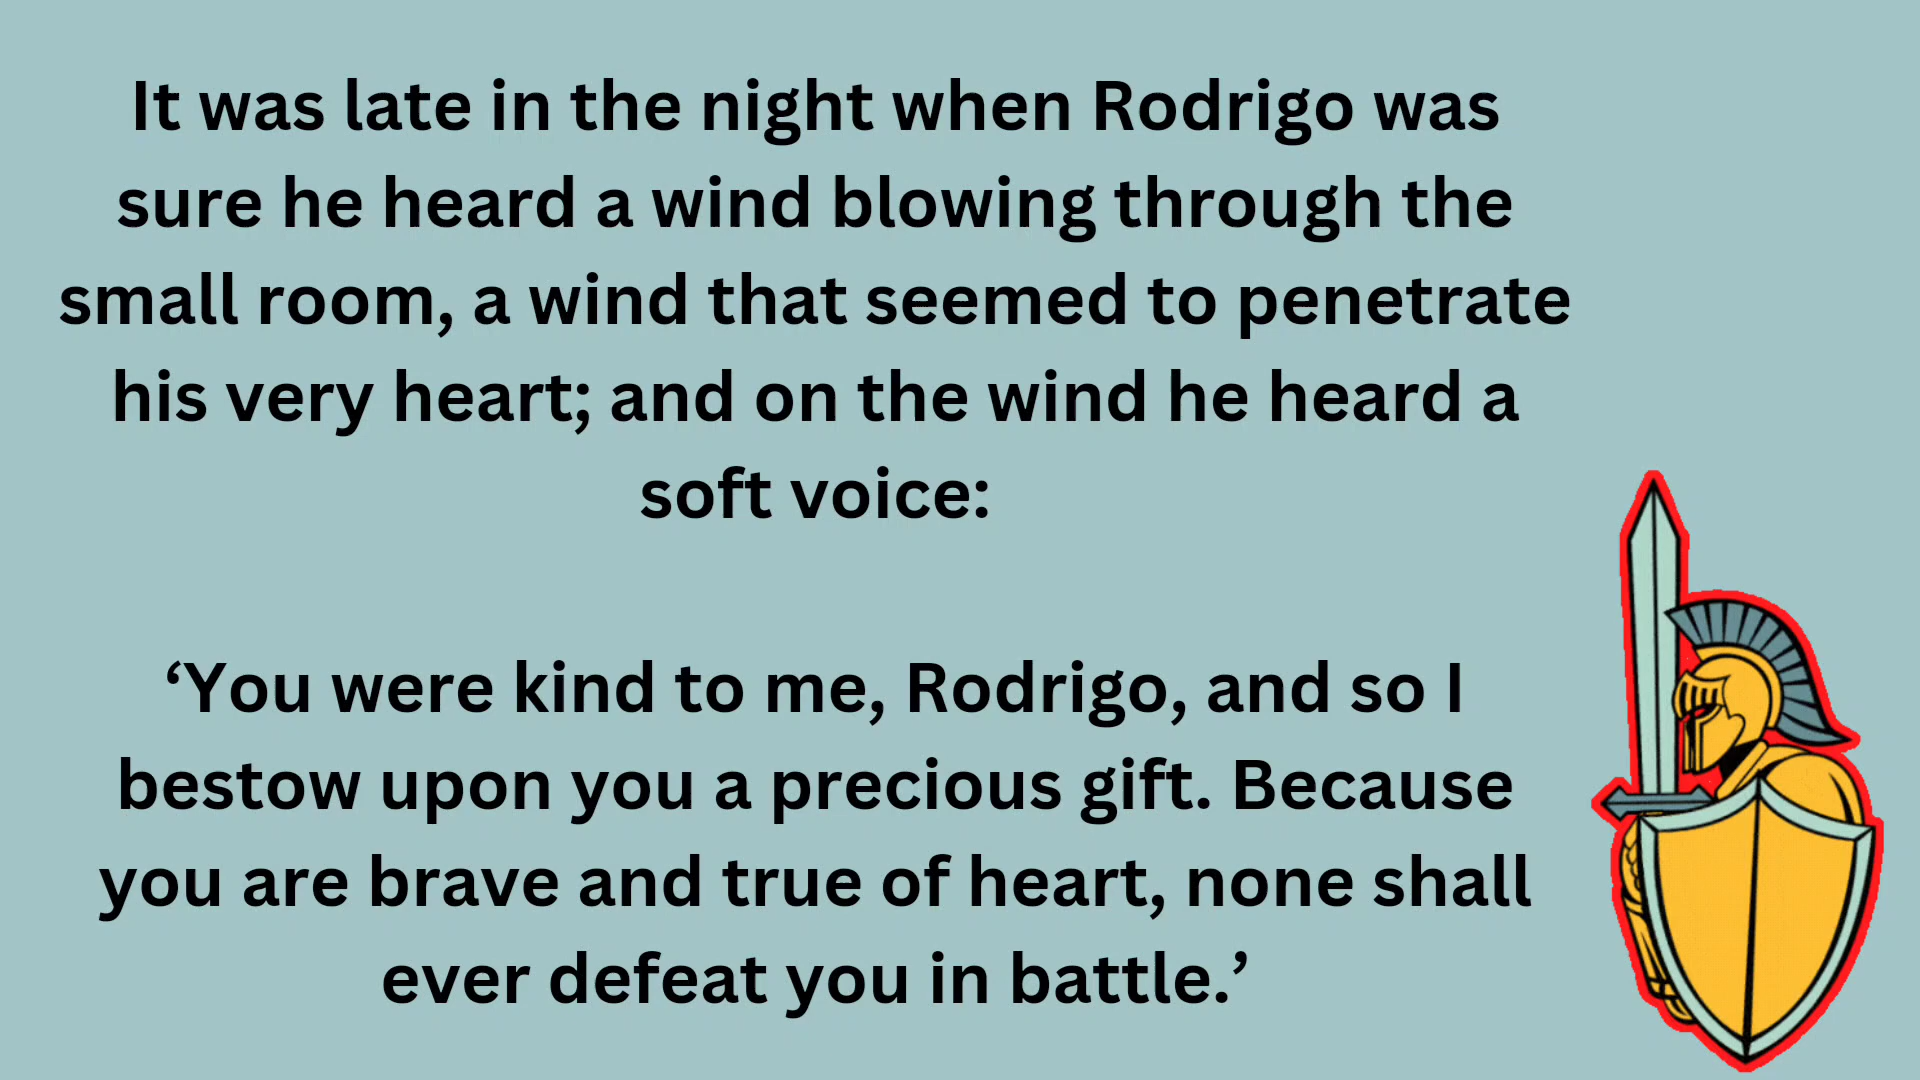 It was late in the night when Rodrigo was
sure he heard a wind blowing through the
small room, a wind that seemed to penetrate
his very heart; and on the wind he heard a
soft voice:
‘You were kind to me, Rodrigo, and so I
bestow upon you a precious gift. Because
you are brave and true of heart, none shall
ever defeat you in battle.’